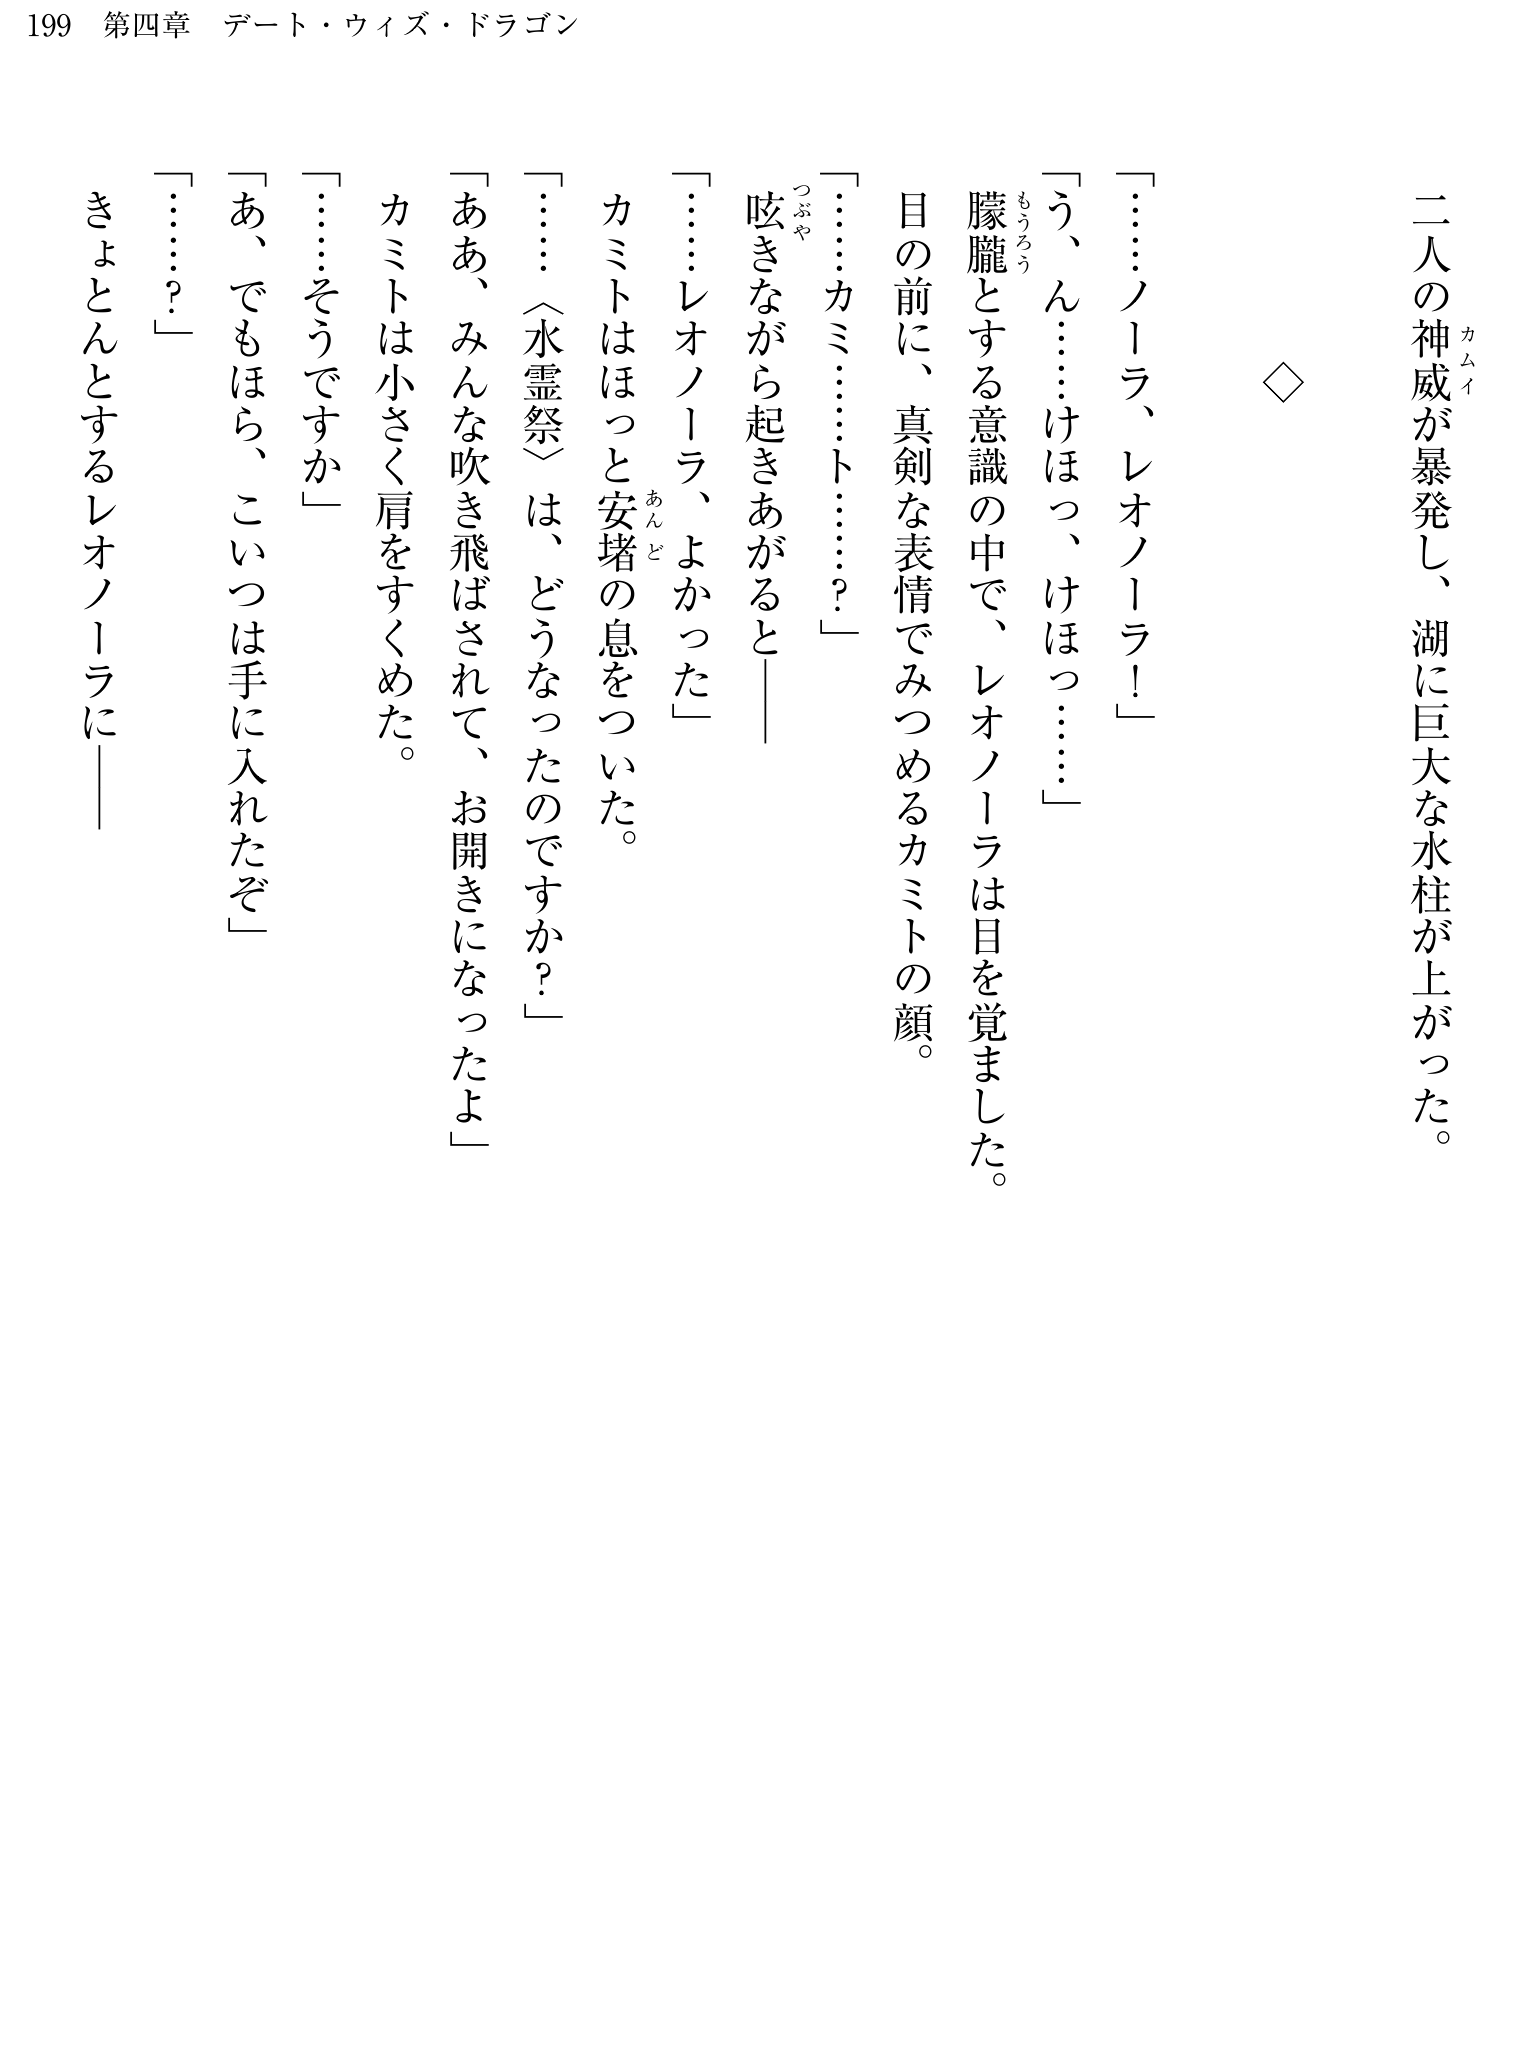 199　第四章　デート・ウィズ・ドラゴン
二人の神威が暴発し、湖に巨大な水柱が上がった。
カムイ
◇
「……ノーラ、レオノーラ！」
「う、ん……けほっ、けほっ……」
朦朧とする意識の中で、レオノーラは目を覚ました。
もうろう
目の前に、真剣な表情でみつめるカミトの顔。
「……カミ……ト……？」
呟きながら起きあがると――
つぶや
「……レオノーラ、よかった」
カミトはほっと安堵の息をついた。
あんど
「……〈水霊祭〉は、どうなったのですか？」
「ああ、みんな吹き飛ばされて、お開きになったよ」
カミトは小さく肩をすくめた。
「……そうですか」
「あ、でもほら、こいつは手に入れたぞ」
「……？」
きょとんとするレオノーラに――